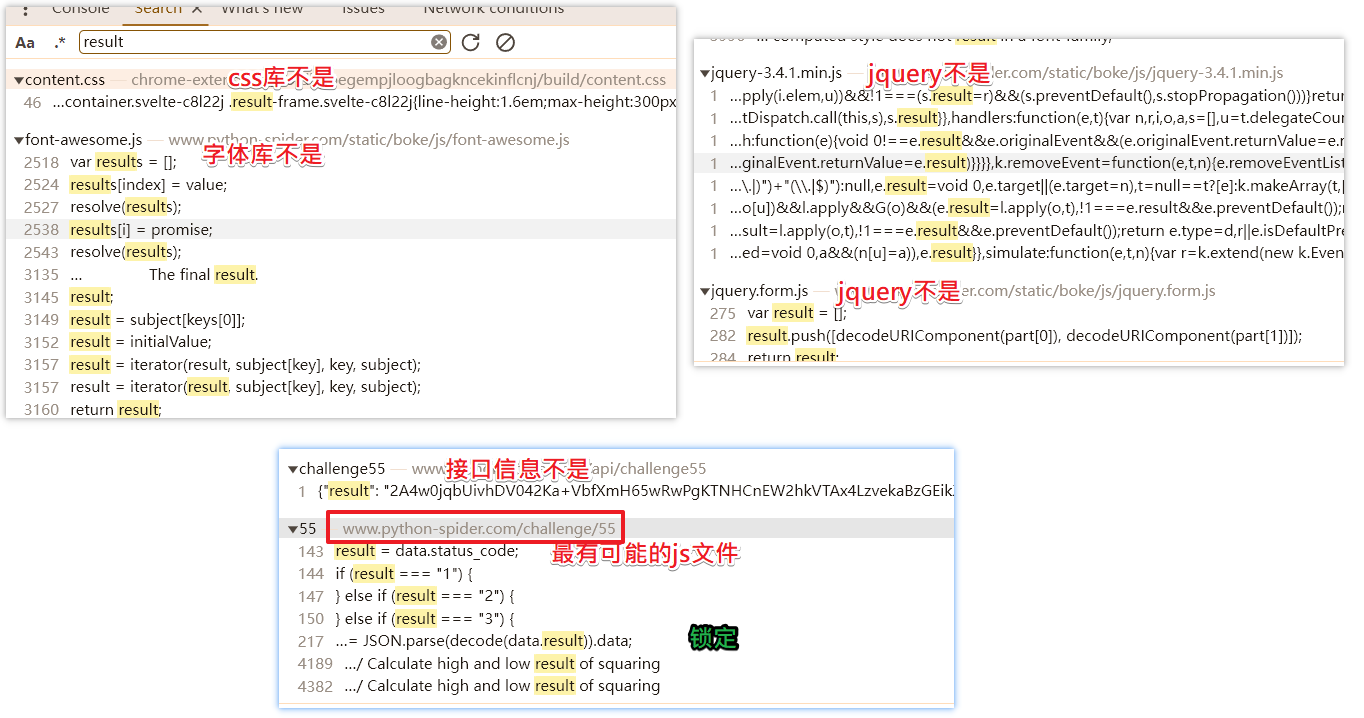 Console Search × What's new Issues Network conditions
Aa .* result
content.css — chrome-exten egempjloogbagkncekinflcnj/build/content.css
css库不是
46 ...container.svelte-c8l22j .result-frame.svelte-c8l22j{line-height:1.6em;max-height:300px
font-awesome.js — www.python-spider.com/static/boke/js/font-awesome.js
字体库不是
2518 var results = [];
2524 results[index] = value;
2527 resolve(results);
2538 results[i] = promise;
2543 resolve(results);
3135 ... The final result.
3145 result;
3149 result = subject[keys[0]];
3152 result = initialValue;
3157 result = iterator(result, subject[key], key, subject);
3157 result = iterator(result, subject[key], key, subject);
3160 return result;
... computed style does not result in a font-family,
jquery-3.4.1.min.js — der.com/static/boke/js/jquery-3.4.1.min.js
jquery不是
1 ...pply(i.elem,u))&&!1===(s.result=r)&&(s.preventDefault(),s.stopPropagation()))}return
1 ...tDispatch.call(this,s),s.result}},handlers:function(e,t){var n,r,i,o,a,s=[],u=t.delegateCou
1 ...h:function(e){void 0!==e.result&&e.originalEvent&&(e.originalEvent.returnValue=e.r
1 ...ginalEvent.returnValue=e.result)}}}},k.removeEvent=function(e,t,n){e.removeEventList
1 ...\\.|)")+"(\\.|$)"):null,e.result=void 0,e.target||(e.target=n),t=null==t?[e]:k.makeArray(t,[
1 ...o[u])&&l.apply&&G(o)&&(e.result=l.apply(o,t),!1===e.result&&e.preventDefault());r
1 ...sult=l.apply(o,t),!1===e.result&&e.preventDefault());return e.type=d,r||e.isDefaultPre
1 ...ed=void 0,a&&(n[u]=a)),e.result}},simulate:function(e,t,n){var r=k.extend(new k.Even
jquery.form.js — er.com/static/boke/js/jquery.form.js
jquery不是
275 var result = [];
282 result.push([decodeURIComponent(part[0]), decodeURIComponent(part[1])]);
284 return result;
challenge55 — www /api/challenge55
接口信息不是
1 {"result": "2A4w0jqbUivhDV042Ka+VbfXmH65wRwPgKTNHCnEW2hkVTAx4LzvekaBzGEik
55 www.python-spider.com/challenge/55
143 result = data.status_code;
最有可能的js文件
144 if (result === "1") {
147 } else if (result === "2") {
150 } else if (result === "3") {
217 ...= JSON.parse(decode(data.result)).data;
锁定
4189 .../ Calculate high and low result of squaring
4382 .../ Calculate high and low result of squaring